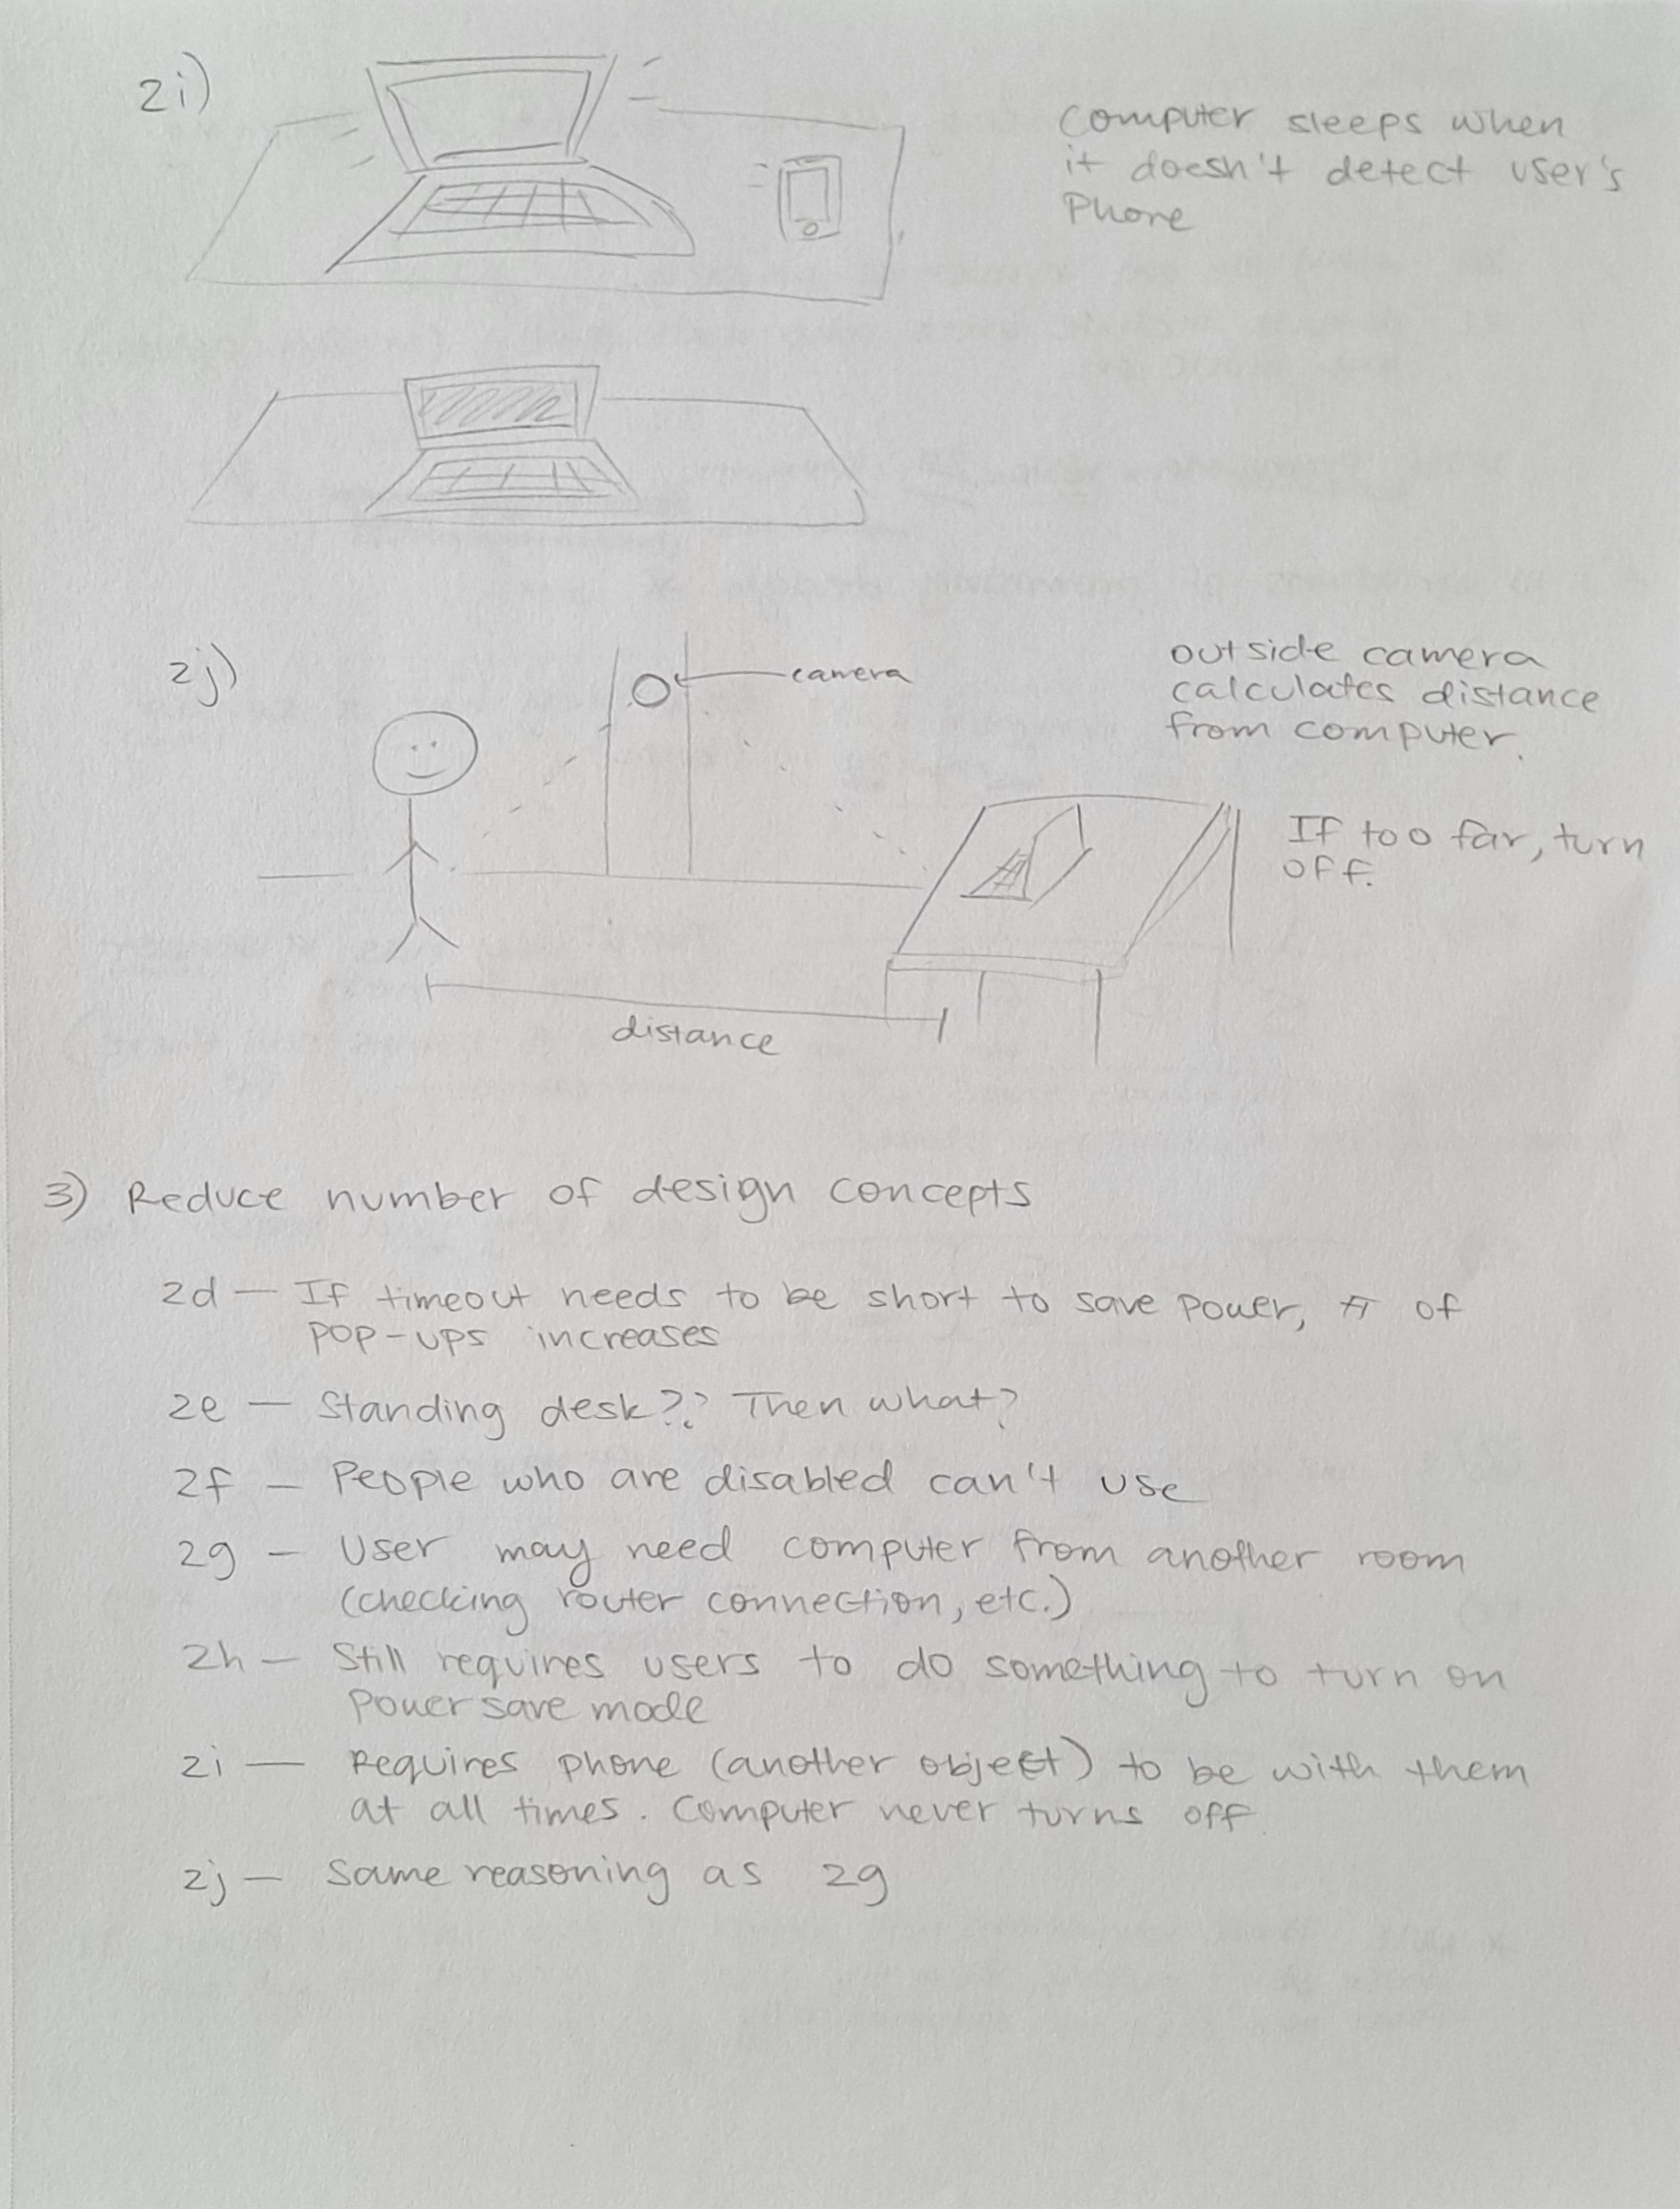 2i)
Computer sleeps when
it doesn't detect user's
Phone
2j)
camera
outside camera
calculates distance
from computer.
If too far, turn
off.
distance
3) Reduce number of design concepts
2d — If timeout needs to be short to save power, # of
pop-ups increases
2e — Standing desk?? Then what?
2f — People who are disabled can't use
2g — User may need computer from another room
(checking router connection, etc.)
2h — Still requires users to do something to turn on
power save mode
2i — Requires phone (another object) to be with them
at all times. Computer never turns off.
2j — Same reasoning as 2g